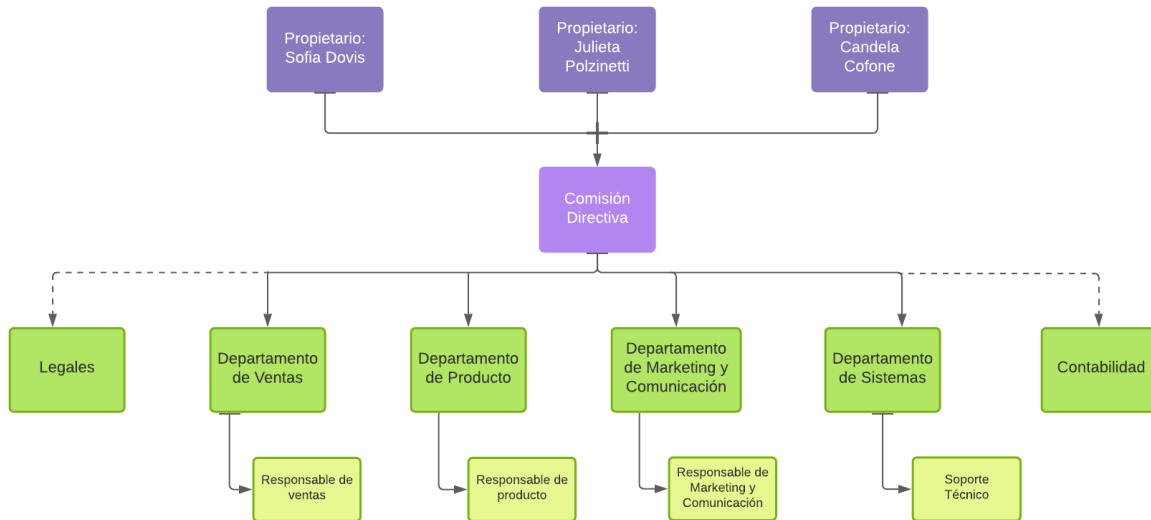 Propietario:
Sofia Dovis
Propietario:
Julieta
Polzinetti
Propietario:
Candela
Cofone
Comisión
Directiva
Legales
Departamento
de Ventas
Departamento
de Producto
Departamento
de Marketing y
Comunicación
Departamento
de Sistemas
Contabilidad
Responsable de
ventas
Responsable de
producto
Responsable de
Marketing y
Comunicación
Soporte
Técnico